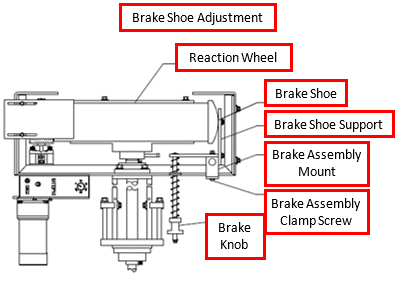 Brake Shoe Adjustment
Reaction Wheel
Brake Shoe
Brake Shoe Support
Brake Assembly
Mount
Brake Assembly
Clamp Screw
Brake
Knob